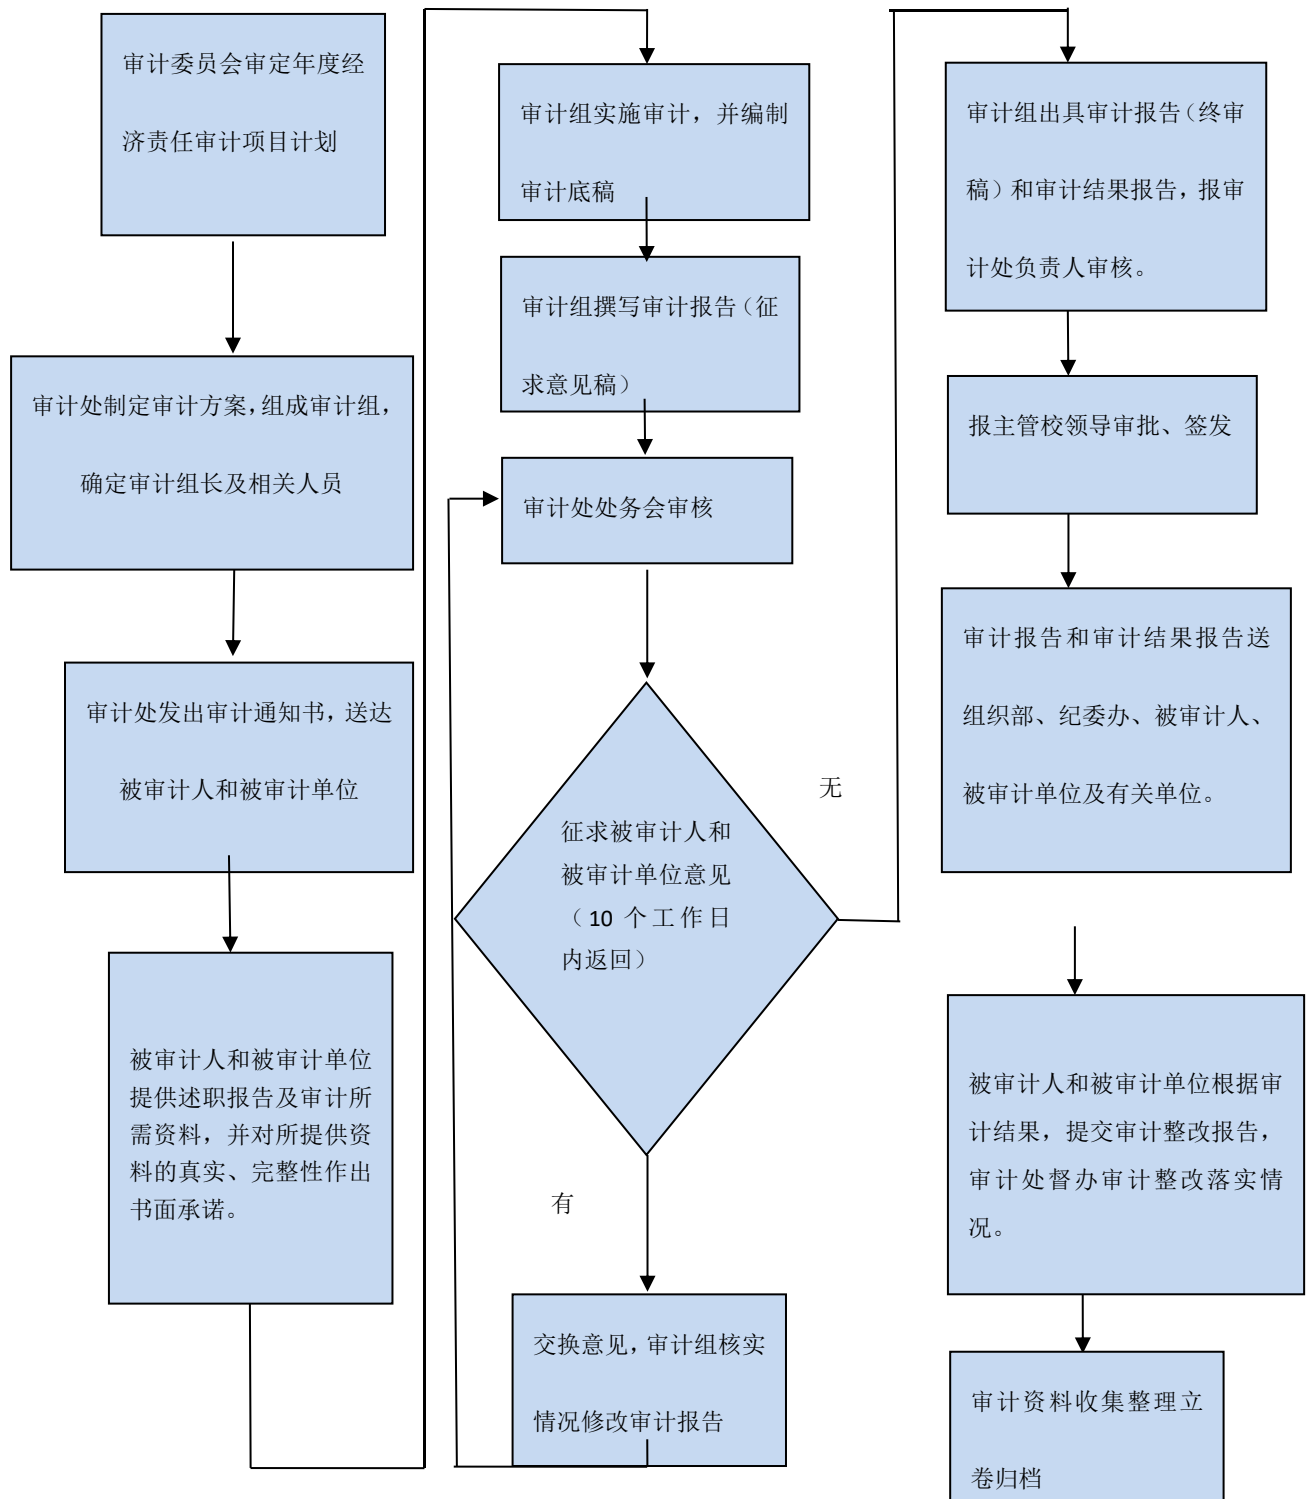 审计委员会审定年度经
济责任审计项目计划
审计处制定审计方案，组成审计组，
确定审计组长及相关人员
审计处发出审计通知书，送达
被审计人和被审计单位
被审计人和被审计单位
提供述职报告及审计所
需资料，并对所提供资
料的真实、完整性作出
书面承诺。
审计组实施审计，并编制
审计底稿
审计组撰写审计报告（征
求意见稿）
审计处处务会审核
征求被审计人和
被审计单位意见
（10 个工作日
内返回）
无
有
交换意见，审计组核实
情况修改审计报告
审计组出具审计报告（终审
稿）和审计结果报告，报审
计处负责人审核。
报主管校领导审批、签发
审计报告和审计结果报告送
组织部、纪委办、被审计人、
被审计单位及有关单位。
被审计人和被审计单位根据审
计结果，提交审计整改报告，
审计处督办审计整改落实情
况。
审计资料收集整理立
卷归档